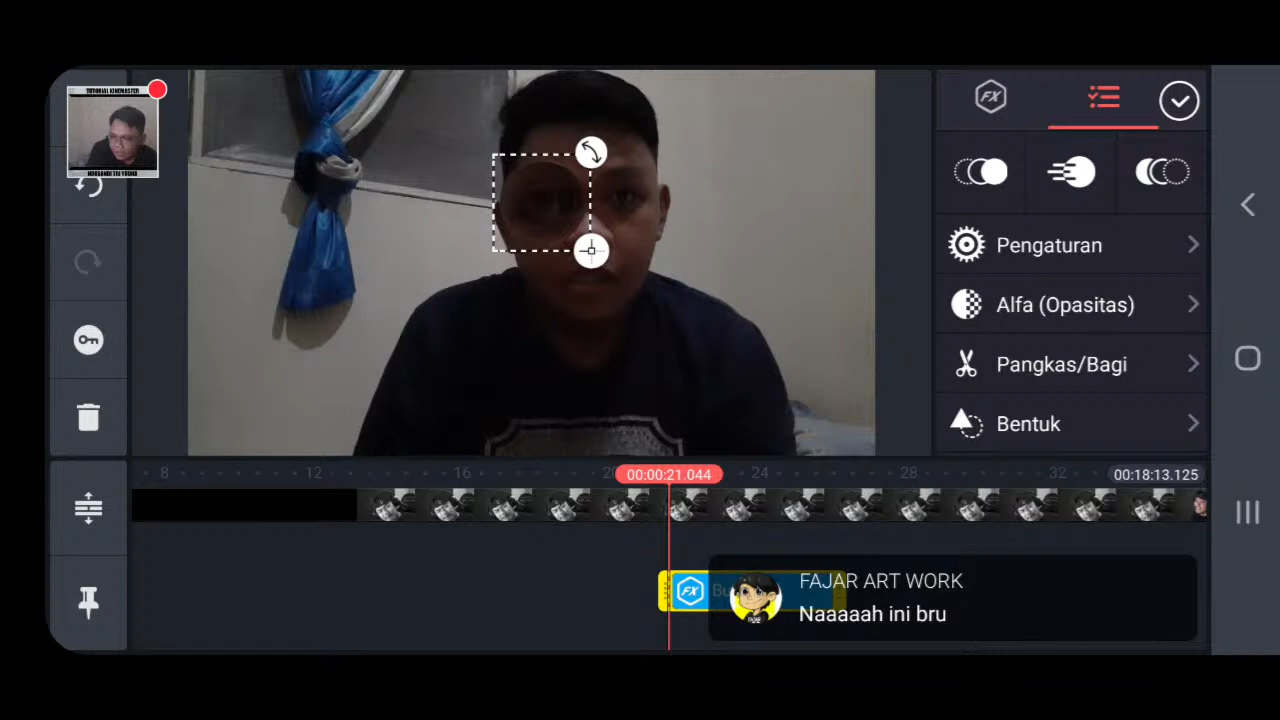 TUTORIAL KINEMASTER
FX
Pengaturan
Alfa (Opasitas)
Pangkas/Bagi
Bentuk
8
12
16
00:00:21.044
24
28
32
00:18:13.125
FX
FAJAR ART WORK
Naaaaah ini bru